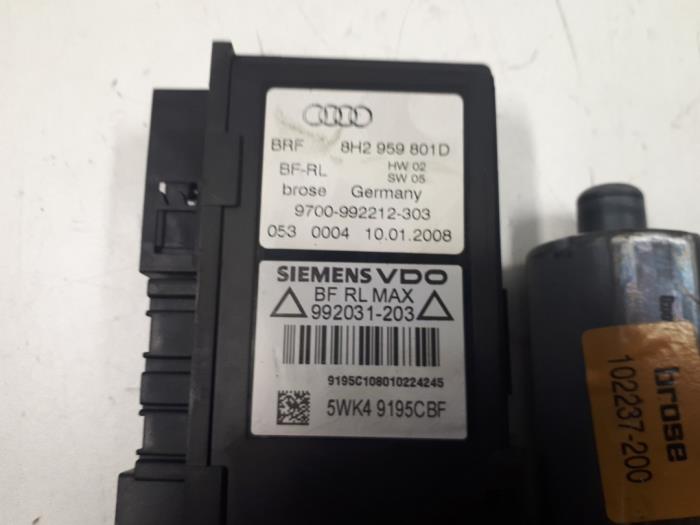 BRF 8H2 959 801D
BF-RL HW 02
SW 05
brose Germany
9700-992212-303
053 0004 10.01.2008
SIEMENS VDO
BF RL MAX
992031-203
9195C108010224245
5WK4 9195CBF
brose
102237-200